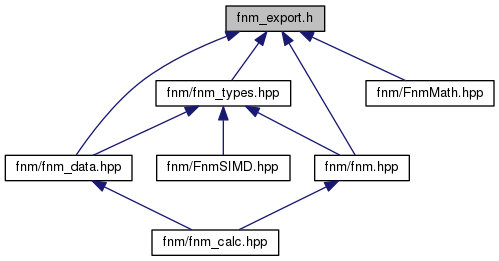 fnm_export.h
fnm/fnm_types.hpp
fnm/FnmMath.hpp
fnm/fnm_data.hpp
fnm/FnmSIMD.hpp
fnm/fnm.hpp
fnm/fnm_calc.hpp